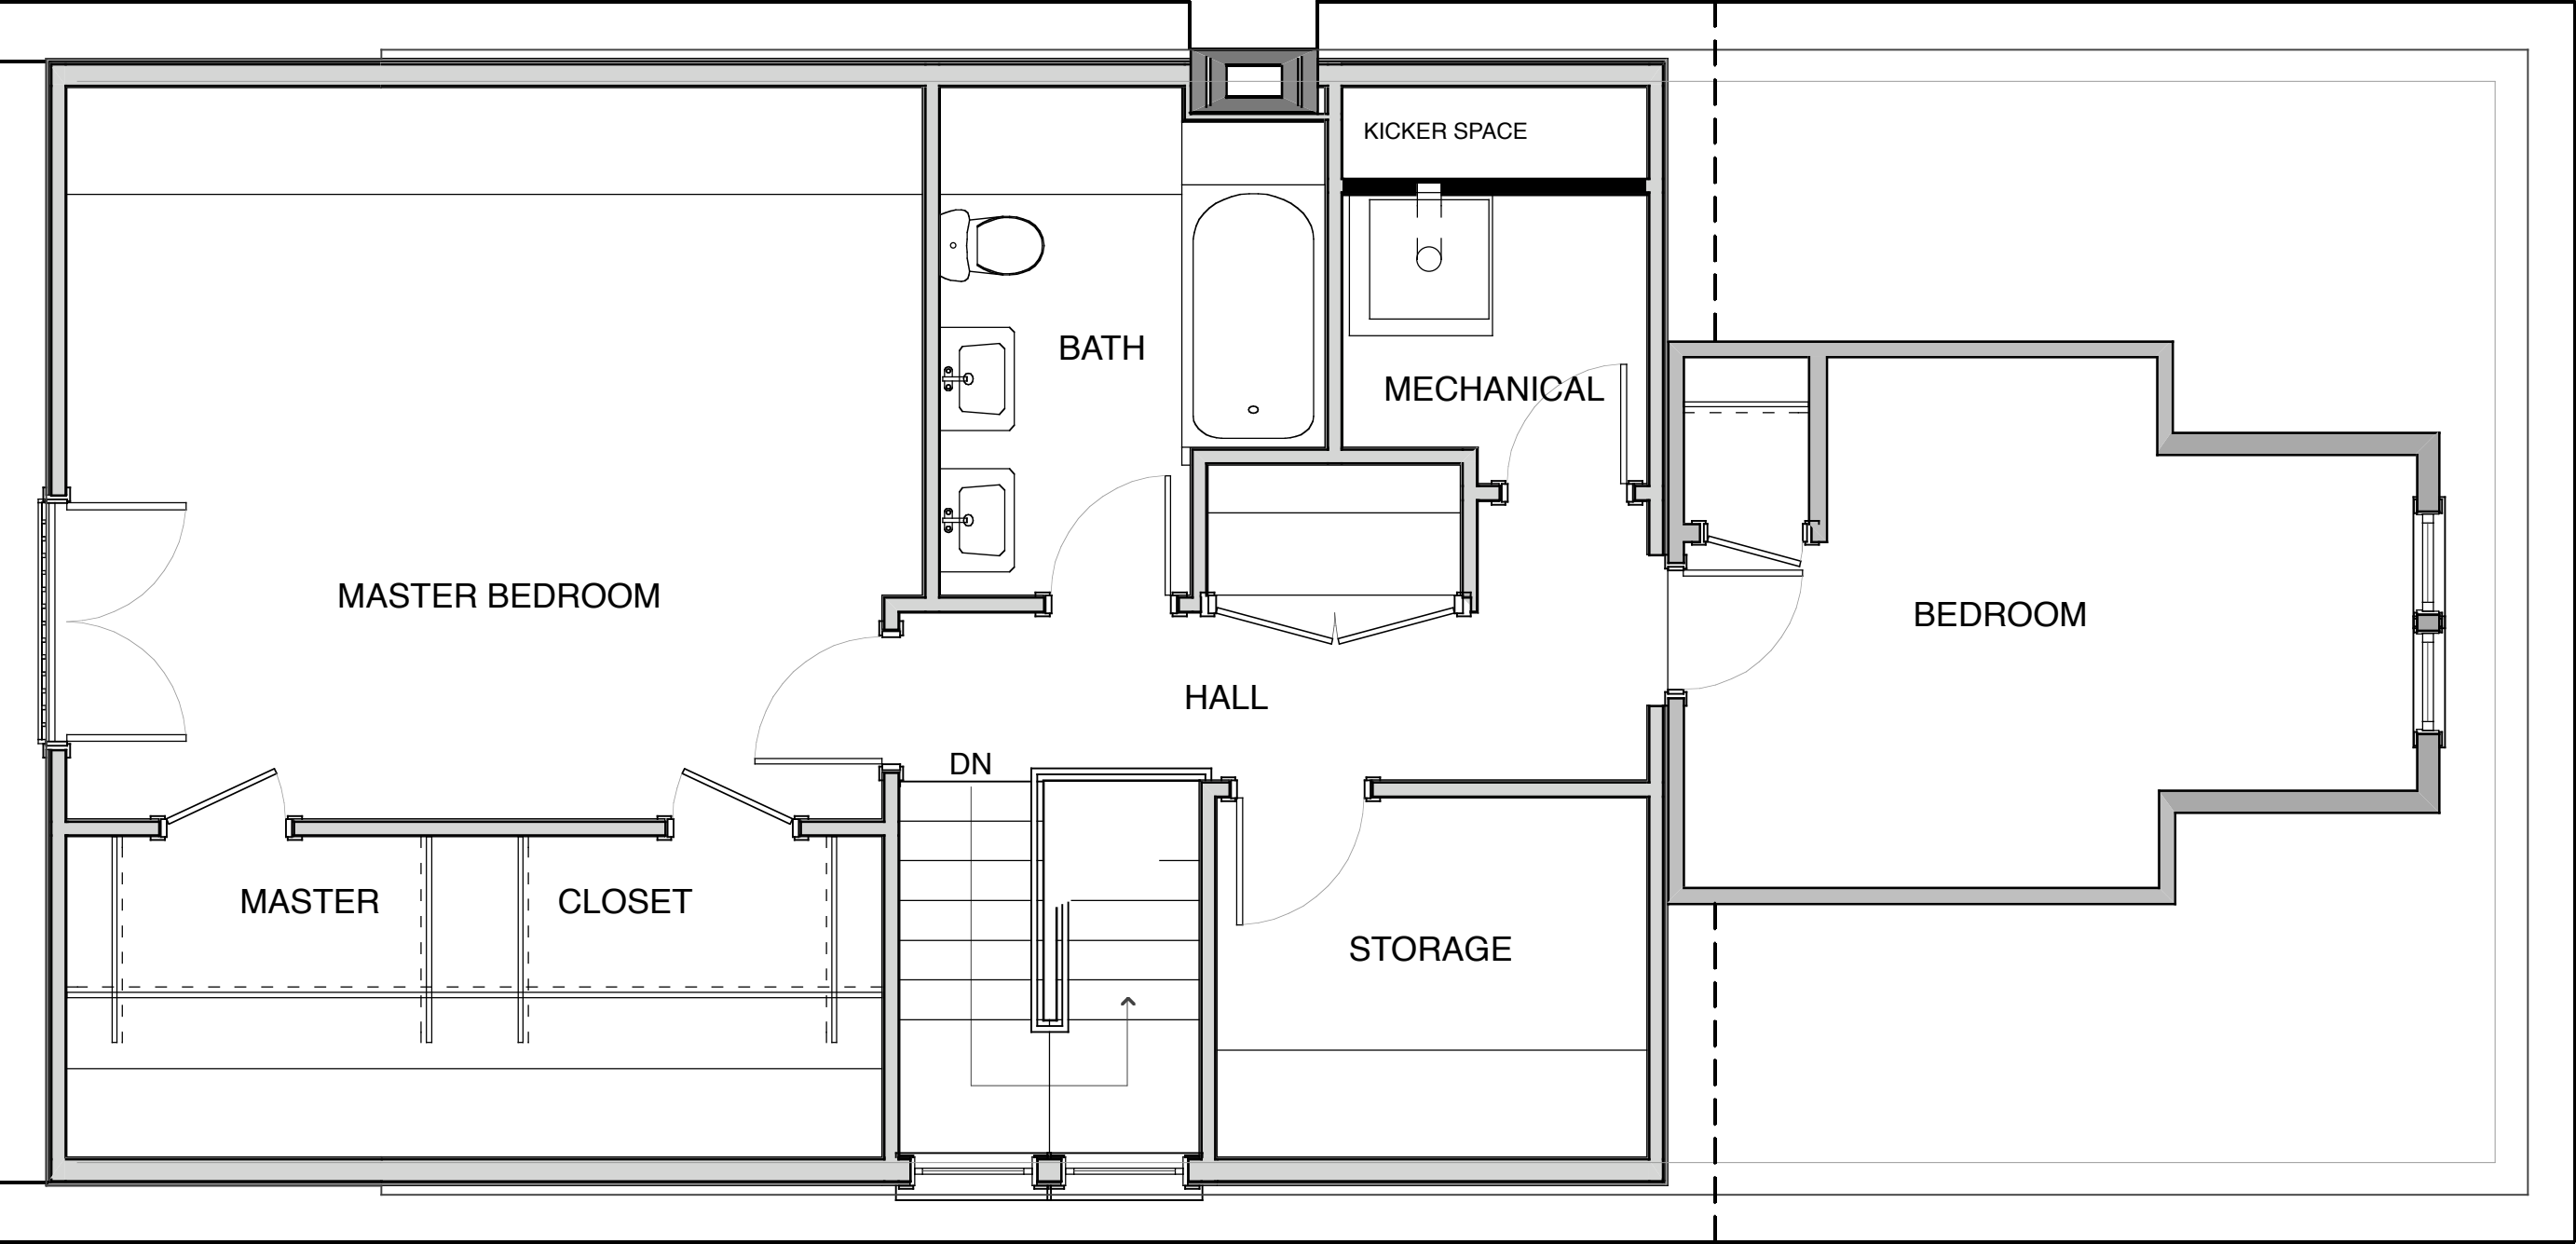 KICKER SPACE
BATH
MECHANICAL
MASTER BEDROOM
BEDROOM
HALL
DN
MASTER CLOSET
STORAGE